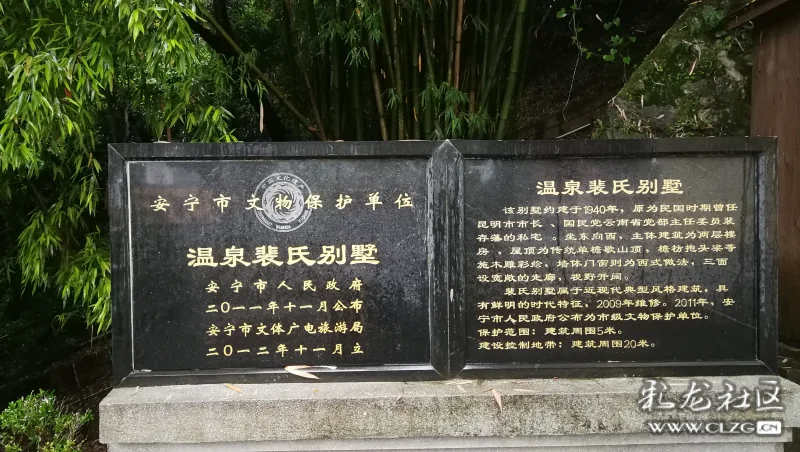 安宁市文物保护单位
温泉裴氏别墅
安宁市人民政府
二〇一一年十一月公布
安宁市文体广电旅游局
二〇一二年十一月立
温泉裴氏别墅
该别墅约建于1940年，原为民国时期曾任
昆明市市长、国民党云南省党部主任委员裴
存藩的私宅。坐东向西，主体建筑为两层楼
房，屋顶为传统单檐歇山顶，檐枋抱头梁等
施木雕彩绘，墙体门窗则为西式做法，三面
设宽敞的走廊，视野开阔。
裴氏别墅属于近现代典型风格建筑，具
有鲜明的时代特征，2009年维修。2011年，安
宁市人民政府公布为市级文物保护单位。
保护范围：建筑周围5米。
建设控制地带：建筑周围20米。
彩龙社区
WWW.CLZG.CN